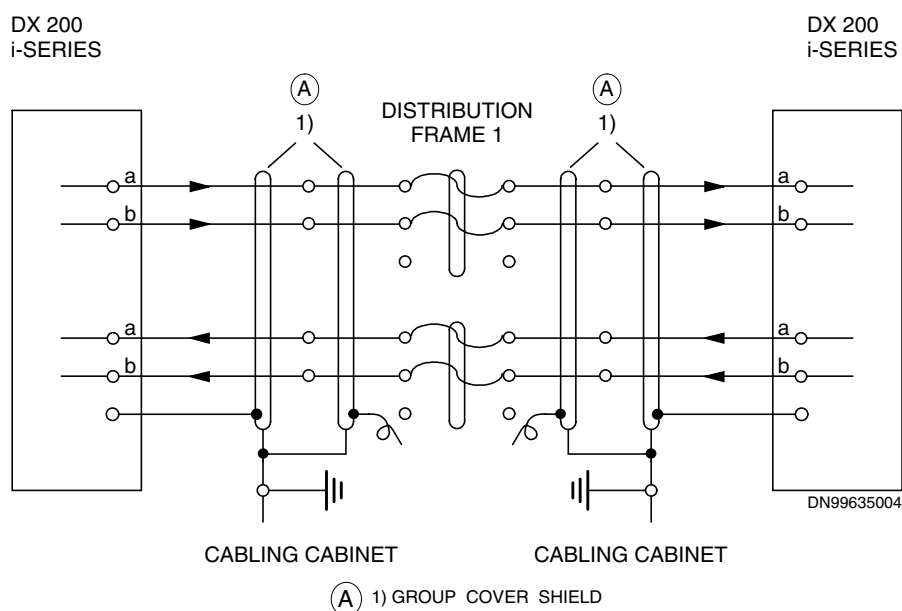 DX 200
i-SERIES
DX 200
i-SERIES
A
1)
DISTRIBUTION
FRAME 1
A
1)
a
a
b
b
a
a
b
b
DN99635004
CABLING CABINET
CABLING CABINET
A 1) GROUP COVER SHIELD